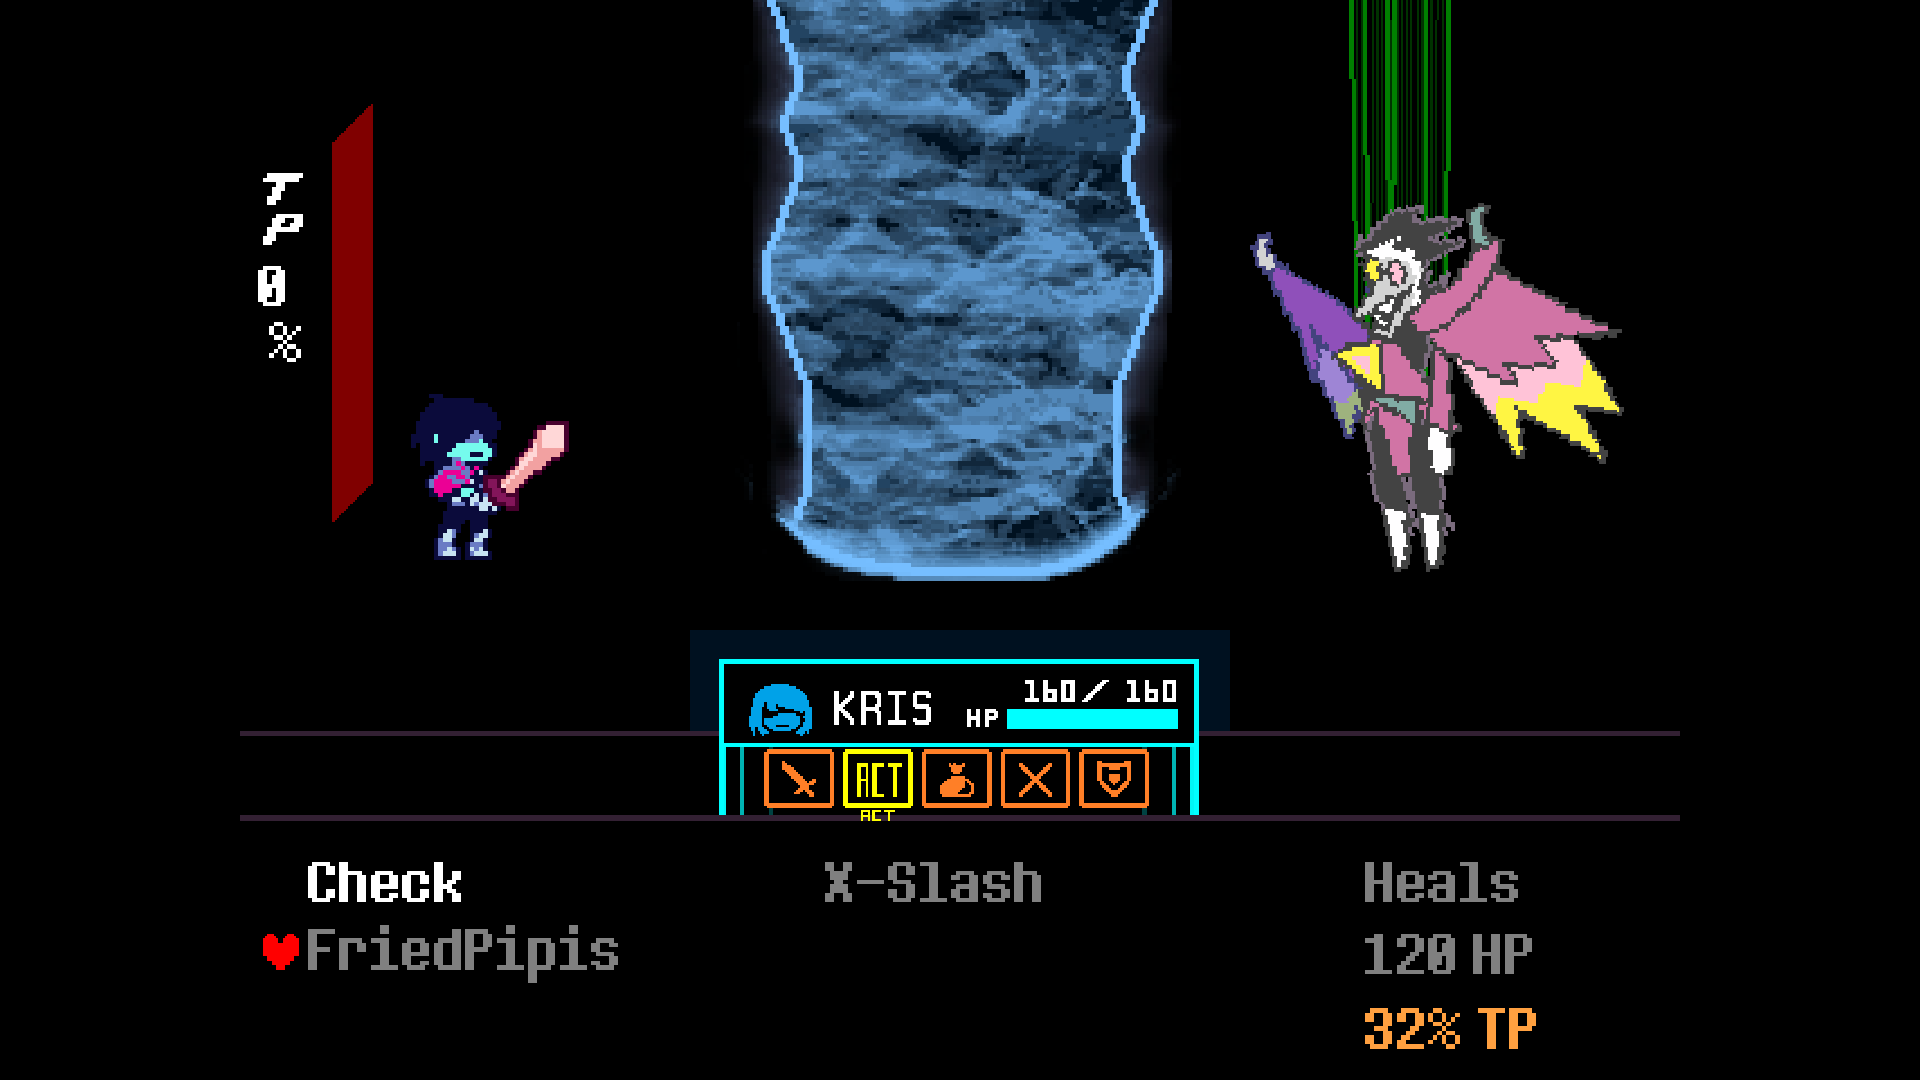 TP
0
%
KRIS
HP 160/ 160
ACT
ACT
Check
X-Slash
Heals
FriedPipis
120 HP
32% TP